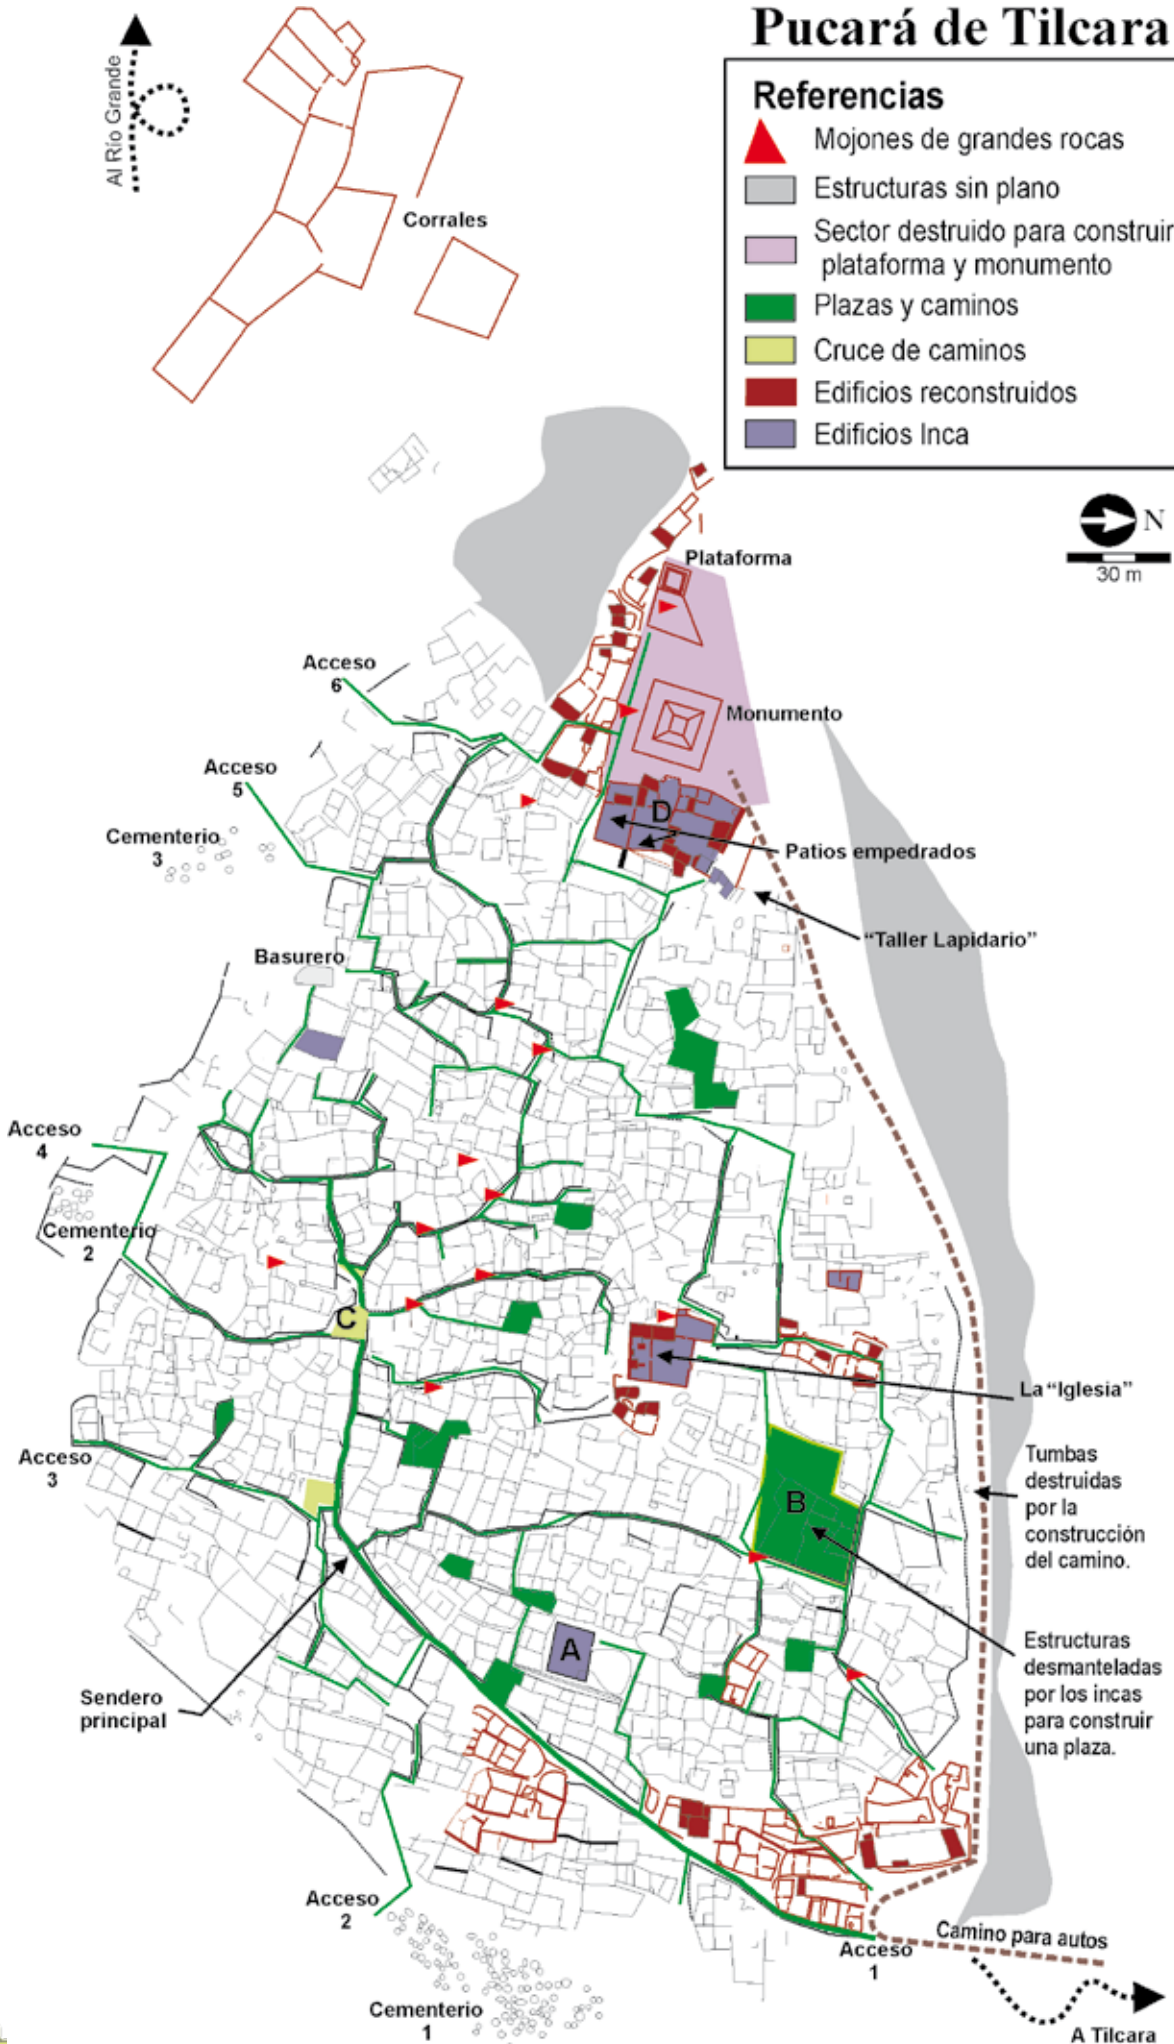 Pucará de Tilcara
Referencias
Mojones de grandes rocas
Estructuras sin plano
Sector destruido para construir
plataforma y monumento
Plazas y caminos
Cruce de caminos
Edificios reconstruidos
Edificios Inca
Al Río Grande
Corrales
N
30 m
Plataforma
Acceso
6
Monumento
Acceso
5
D
Cementerio
3
Patios empedrados
"Taller Lapidario"
Basurero
Acceso
4
Cementerio
2
C
La "Iglesia"
Acceso
3
Tumbas
destruidas
por la
construcción
del camino.
B
Estructuras
desmanteladas
por los incas
para construir
una plaza.
A
Sendero
principal
Acceso
2
Camino para autos
Acceso
1
Cementerio
1
A Tilcara